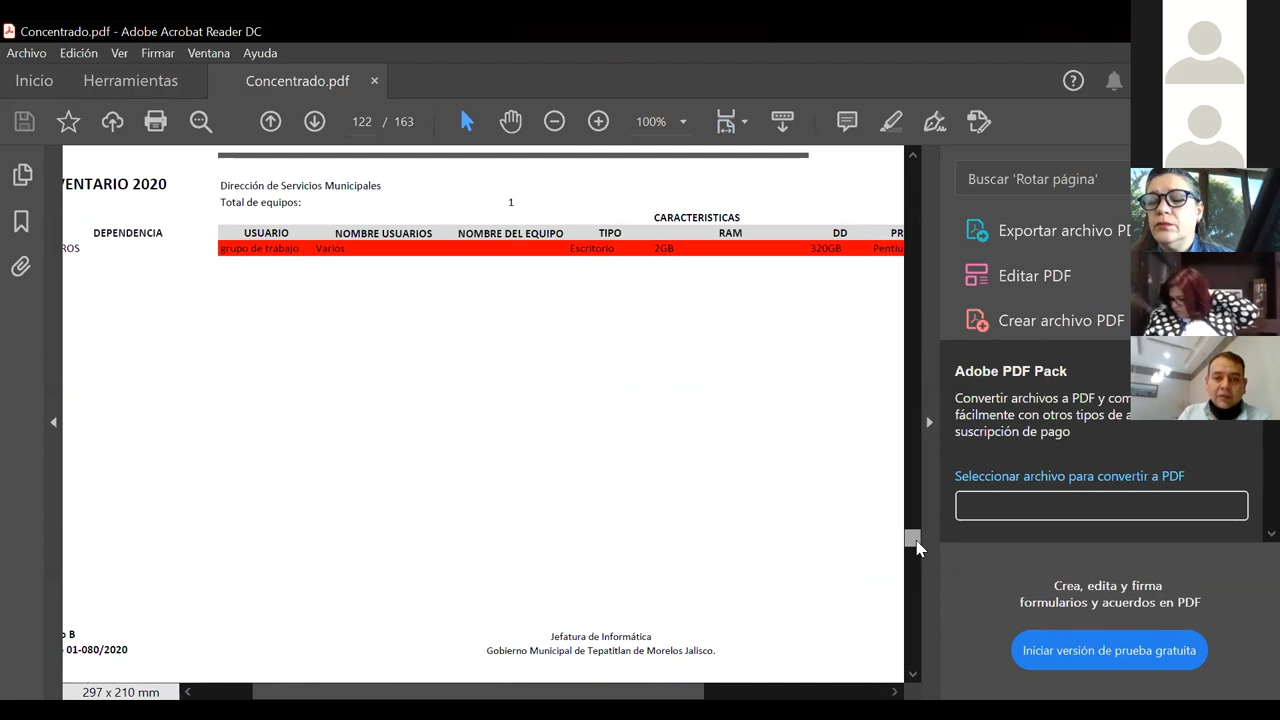 Concentrado.pdf - Adobe Acrobat Reader DC
Archivo Edición Ver Firmar Ventana Ayuda
Inicio Herramientas Concentrado.pdf ×
122 / 163 100%
VENTARIO 2020 Dirección de Servicios Municipales
Total de equipos: 1
CARACTERISTICAS
DEPENDENCIA USUARIO NOMBRE USUARIOS NOMBRE DEL EQUIPO TIPO RAM DD PR
ROS grupo de trabajo Varios Escritorio 2GB 320GB Pentiu
o B
01-080/2020
Jefatura de Informática
Gobierno Municipal de Tepatitlan de Morelos Jalisco.
297 x 210 mm
Buscar 'Rotar página'
Exportar archivo PD
Editar PDF
Crear archivo PDF
Adobe PDF Pack
Convertir archivos a PDF y com
fácilmente con otros tipos de a
suscripción de pago
Seleccionar archivo para convertir a PDF
Crea, edita y firma
formularios y acuerdos en PDF
Iniciar versión de prueba gratuita